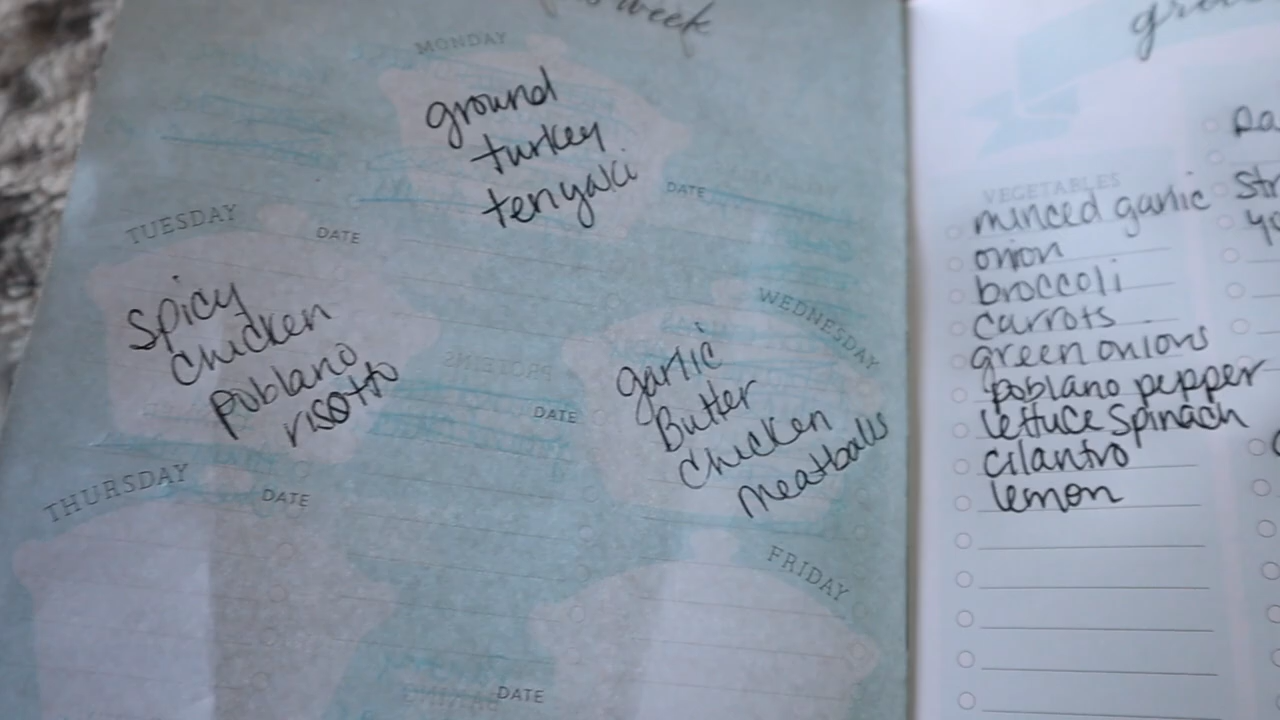 week
MONDAY
ground
turkey
teriyaki
DATE
TUESDAY
DATE
Spicy
chicken
poblano
risotto
WEDNESDAY
garlic
Butter
chicken
meatballs
DATE
THURSDAY
DATE
FRIDAY
DATE
VEGETABLES
minced garlic
onion
broccoli
carrots
green onions
poblano pepper
lettuce Spinach
cilantro
lemon